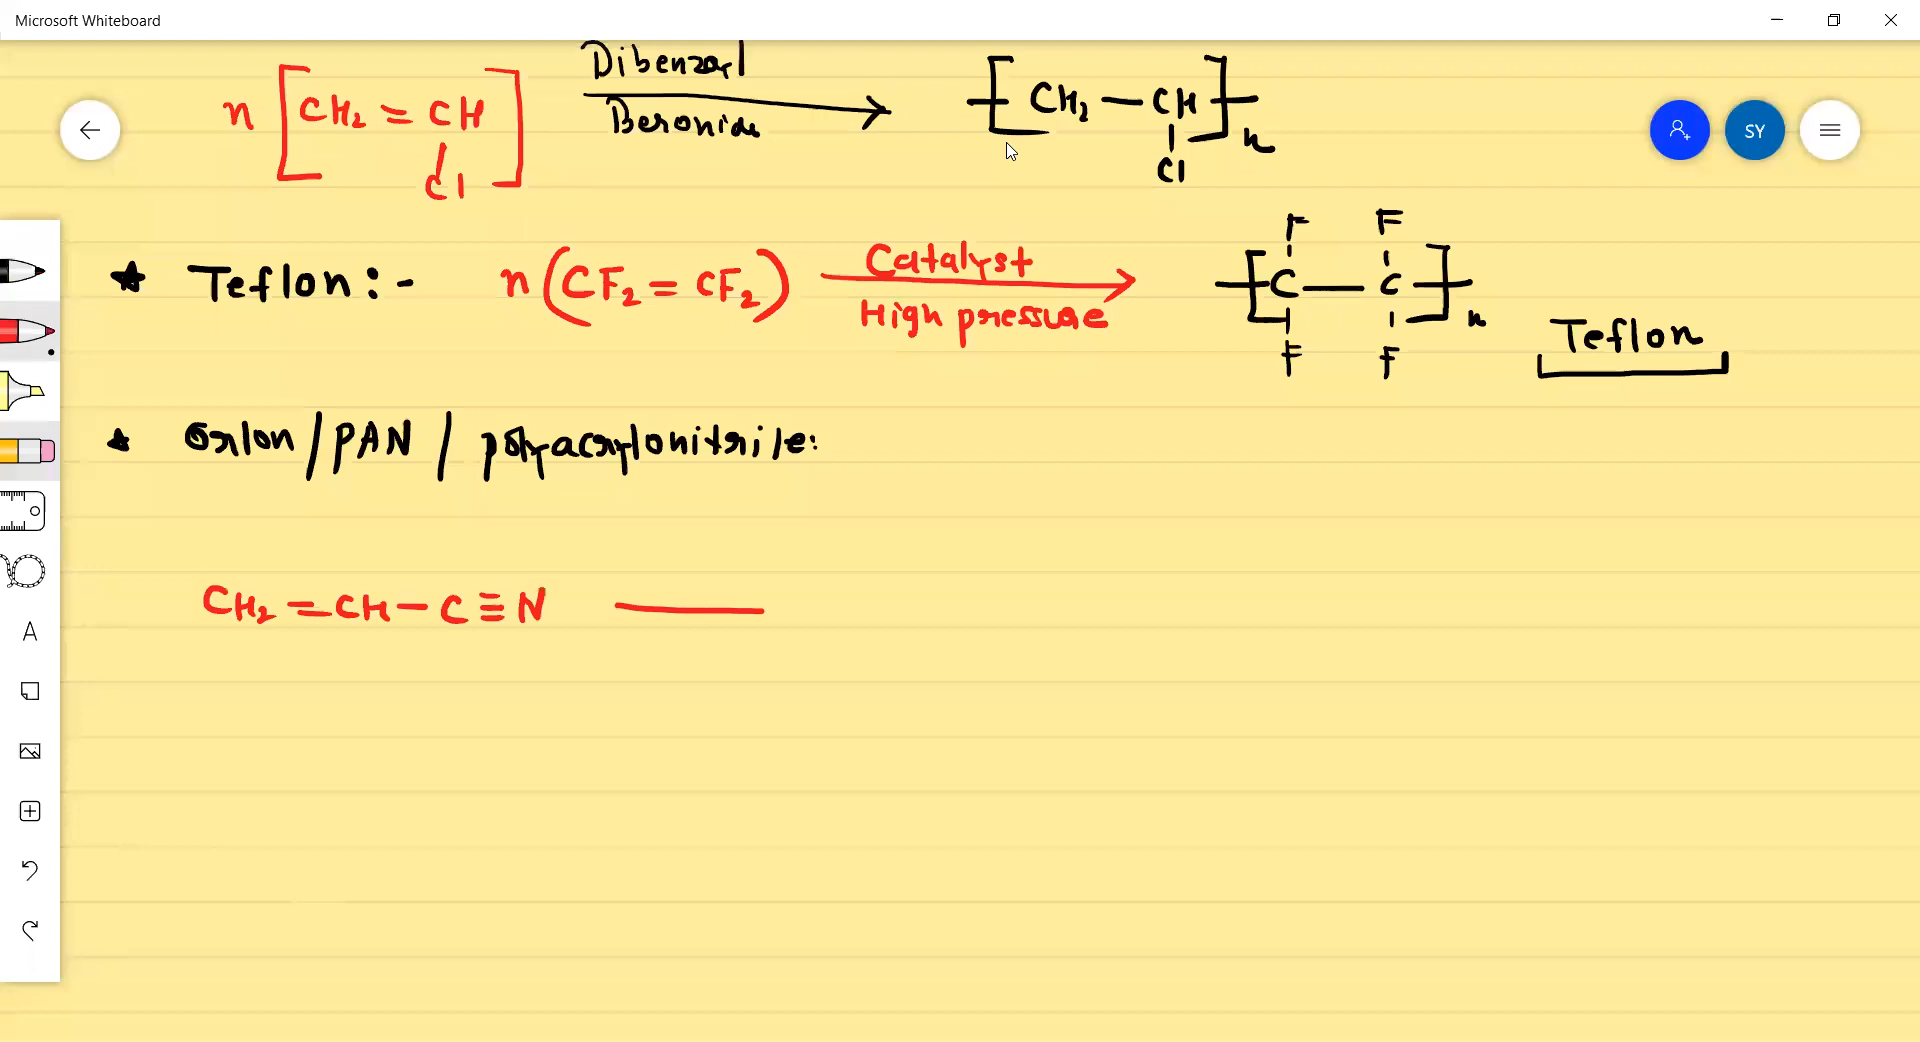 Microsoft Whiteboard
n [CH₂ = CH] Dibenzoyl [CH₂ — CH]n
Cl Beroxide Cl
SY
F F
★ Teflon:- n(CF₂ = CF₂) Catalyst [C — C]n
High pressure Teflon
F F
★ Orlon / PAN / polyacrylonitrile:
CH₂ = CH — C ≡ N